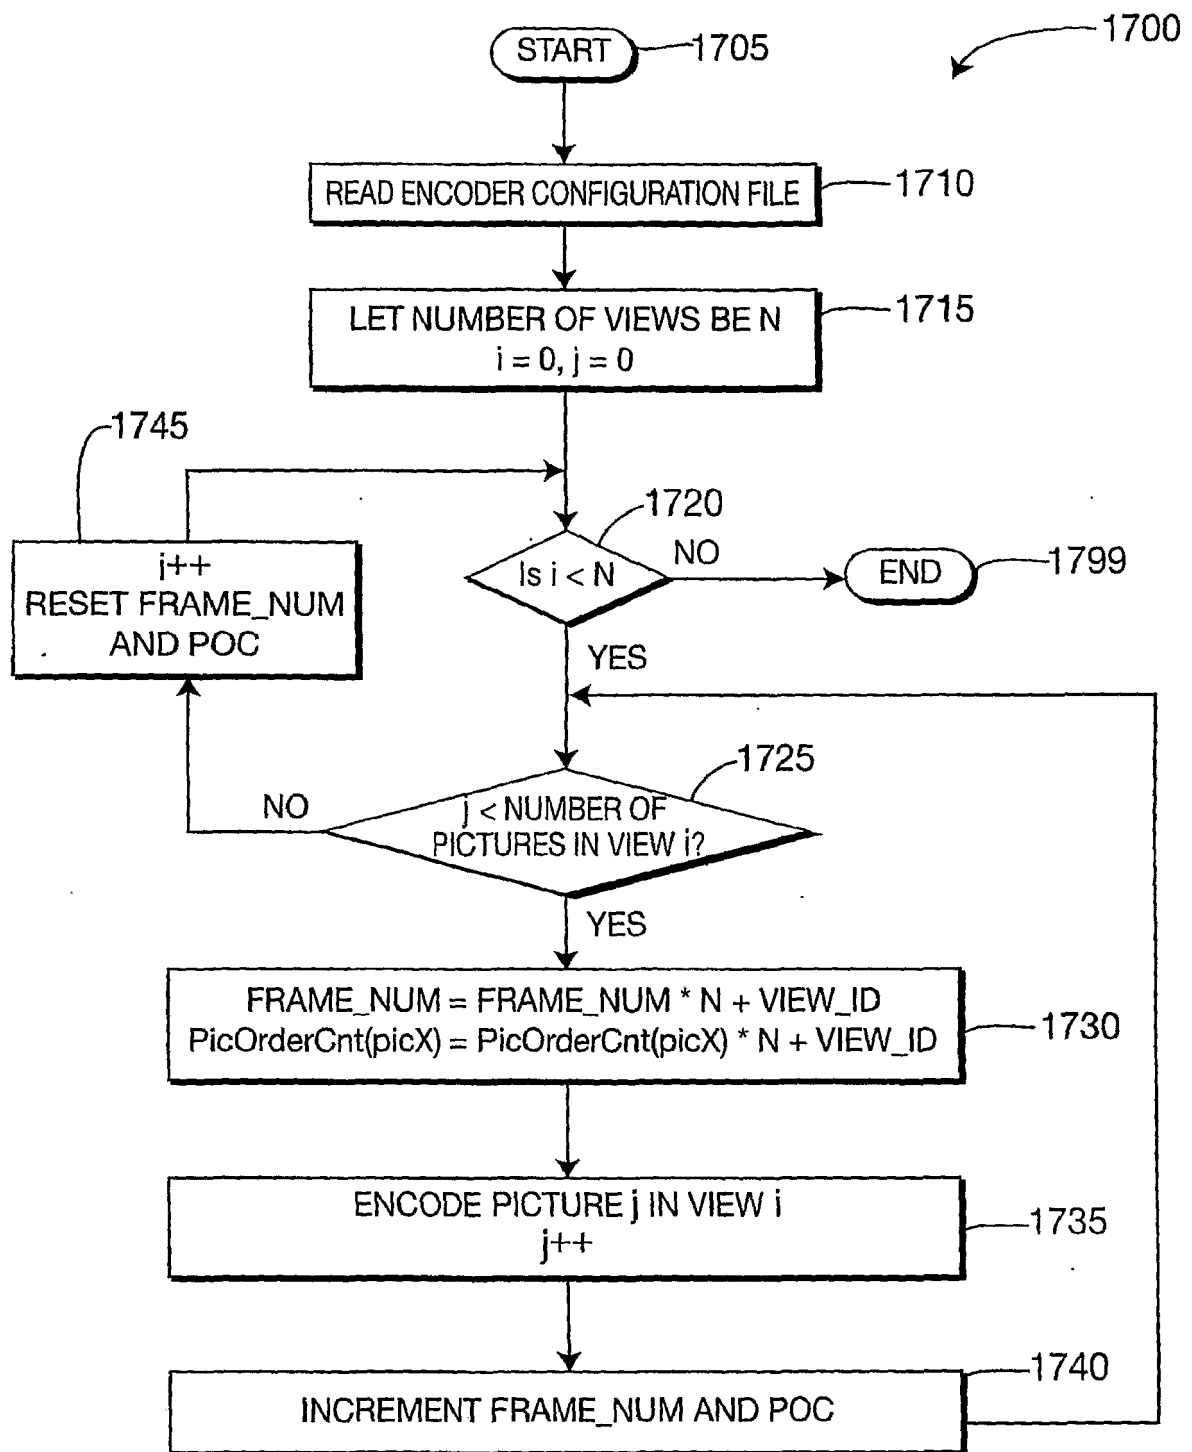 1700
START
1705
READ ENCODER CONFIGURATION FILE
1710
LET NUMBER OF VIEWS BE N
i = 0, j = 0
1715
1745
i++
RESET FRAME_NUM
AND POC
1720
Is i < N
NO
END
1799
YES
1725
j < NUMBER OF
PICTURES IN VIEW i?
NO
YES
FRAME_NUM = FRAME_NUM * N + VIEW_ID
PicOrderCnt(picX) = PicOrderCnt(picX) * N + VIEW_ID
1730
ENCODE PICTURE j IN VIEW i
j++
1735
1740
INCREMENT FRAME_NUM AND POC